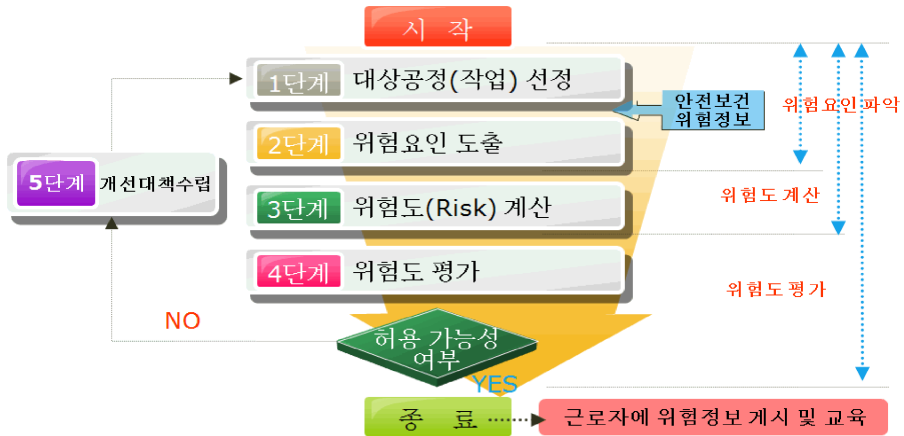 시 작
1단계 대상공정(작업) 선정
안전보건
위험정보
위험요인 파악
2단계 위험요인 도출
5단계 개선대책수립
3단계 위험도(Risk) 계산
위험도 계산
4단계 위험도 평가
위험도 평가
NO
허용 가능성
여부
YES
종 료
근로자에 위험정보 게시 및 교육